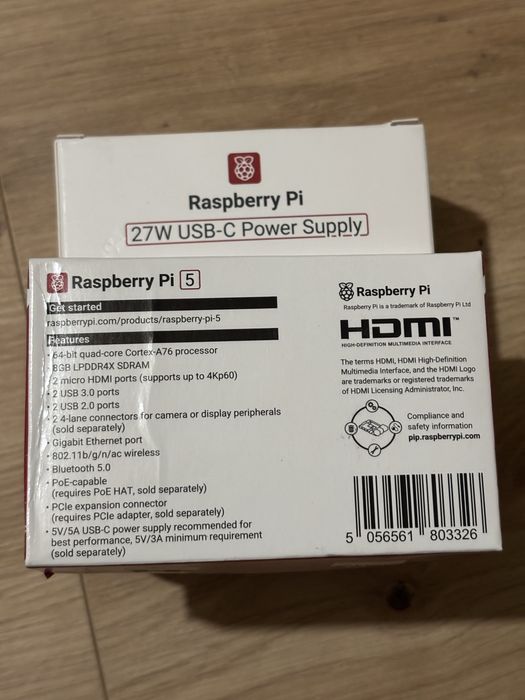 Raspberry Pi
27W USB-C Power Supply
Raspberry Pi 5
Get started
raspberrypi.com/products/raspberry-pi-5
Features
• 64-bit quad-core Cortex-A76 processor
• 8GB LPDDR4X SDRAM
• 2 micro HDMI ports (supports up to 4Kp60)
• 2 USB 3.0 ports
• 2 USB 2.0 ports
• 2 4-lane connectors for camera or display peripherals
(sold separately)
• Gigabit Ethernet port
• 802.11b/g/n/ac wireless
• Bluetooth 5.0
• PoE-capable
(requires PoE HAT, sold separately)
• PCIe expansion connector
(requires PCIe adapter, sold separately)
• 5V/5A USB-C power supply recommended for
best performance, 5V/3A minimum requirement
(sold separately)
Raspberry Pi
Raspberry Pi is a trademark of Raspberry Pi Ltd
HDMI™
HIGH-DEFINITION MULTIMEDIA INTERFACE
The terms HDMI, HDMI High-Definition
Multimedia Interface, and the HDMI Logo
are trademarks or registered trademarks
of HDMI Licensing Administrator, Inc.
Compliance and
safety information
pip.raspberrypi.com
5 056561 803326